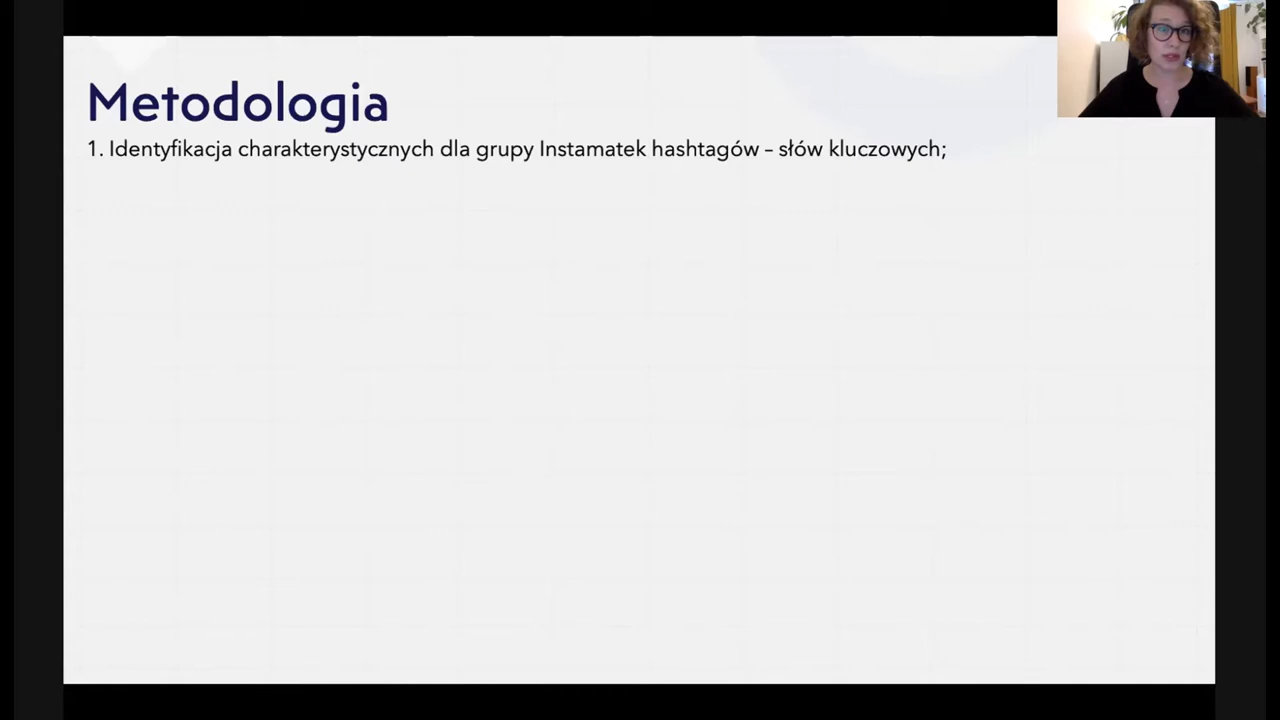 Metodologia
1. Identyfikacja charakterystycznych dla grupy Instamatek hashtagów – słów kluczowych;